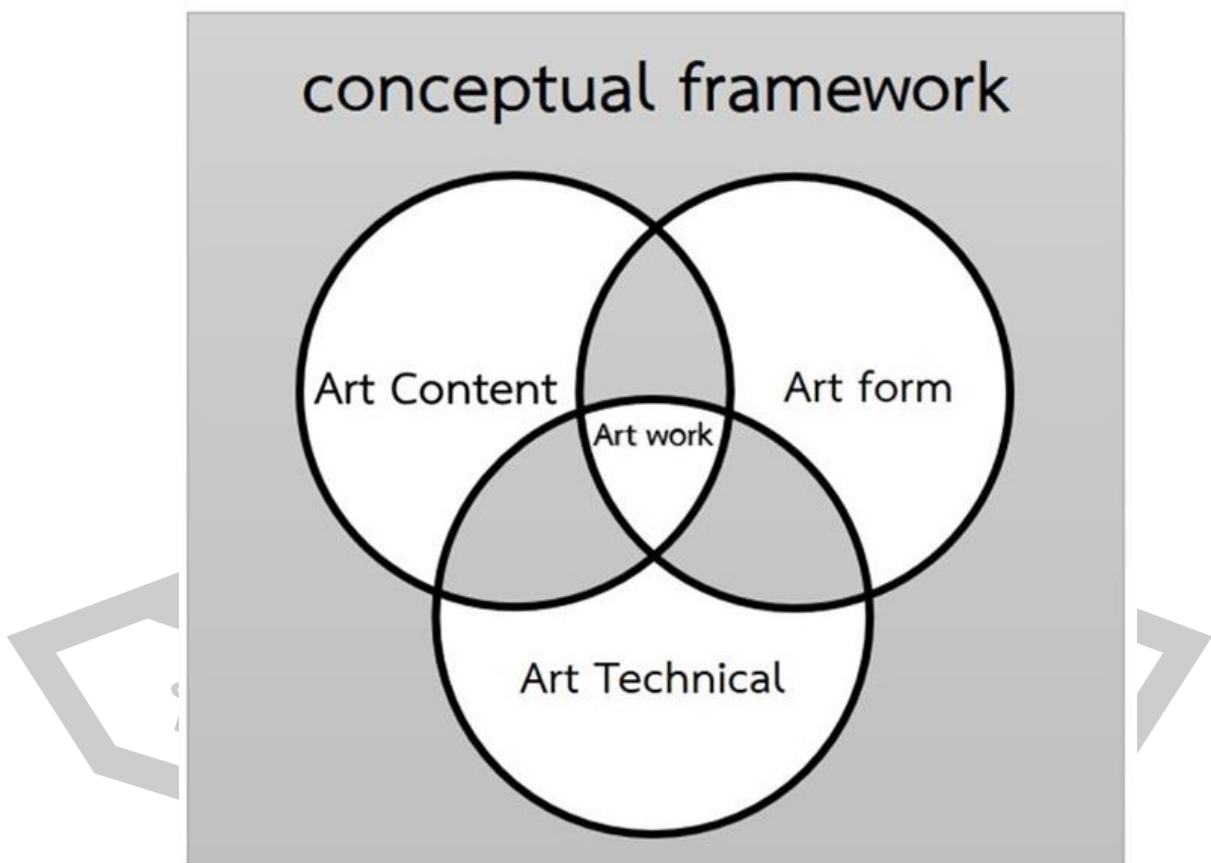 conceptual framework
Art Content
Art form
Art work
Art Technical